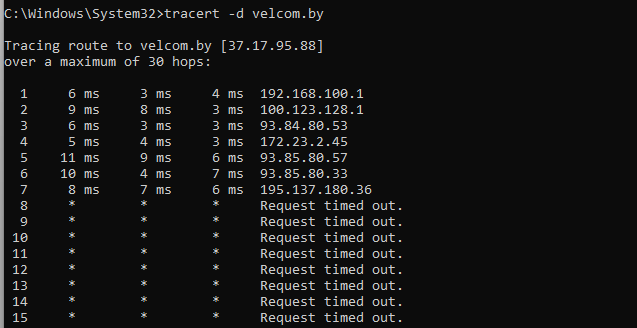 C:\Windows\System32>tracert -d velcom.by
Tracing route to velcom.by [37.17.95.88]
over a maximum of 30 hops:
1 6 ms 3 ms 4 ms 192.168.100.1
2 9 ms 8 ms 3 ms 100.123.128.1
3 6 ms 3 ms 3 ms 93.84.80.53
4 5 ms 4 ms 3 ms 172.23.2.45
5 11 ms 9 ms 6 ms 93.85.80.57
6 10 ms 4 ms 7 ms 93.85.80.33
7 8 ms 7 ms 6 ms 195.137.180.36
8 * * * Request timed out.
9 * * * Request timed out.
10 * * * Request timed out.
11 * * * Request timed out.
12 * * * Request timed out.
13 * * * Request timed out.
14 * * * Request timed out.
15 * * * Request timed out.